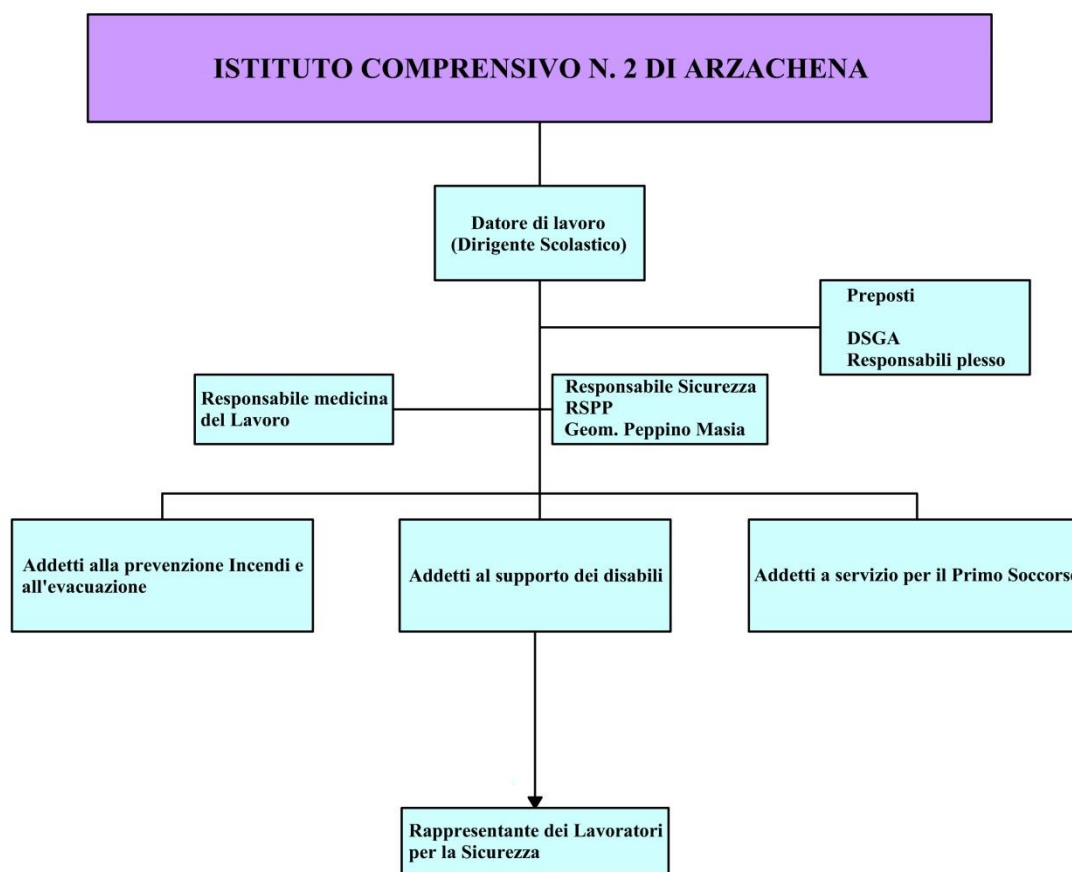 ISTITUTO COMPRENSIVO N. 2 DI ARZACHENA
Datore di lavoro
(Dirigente Scolastico)
Preposti
DSGA
Responsabili plesso
Responsabile medicina
del Lavoro
Responsabile Sicurezza
RSPP
Geom. Peppino Masia
Addetti alla prevenzione Incendi e
all'evacuazione
Addetti al supporto dei disabili
Addetti a servizio per il Primo Soccorso
Rappresentante dei Lavoratori
per la Sicurezza